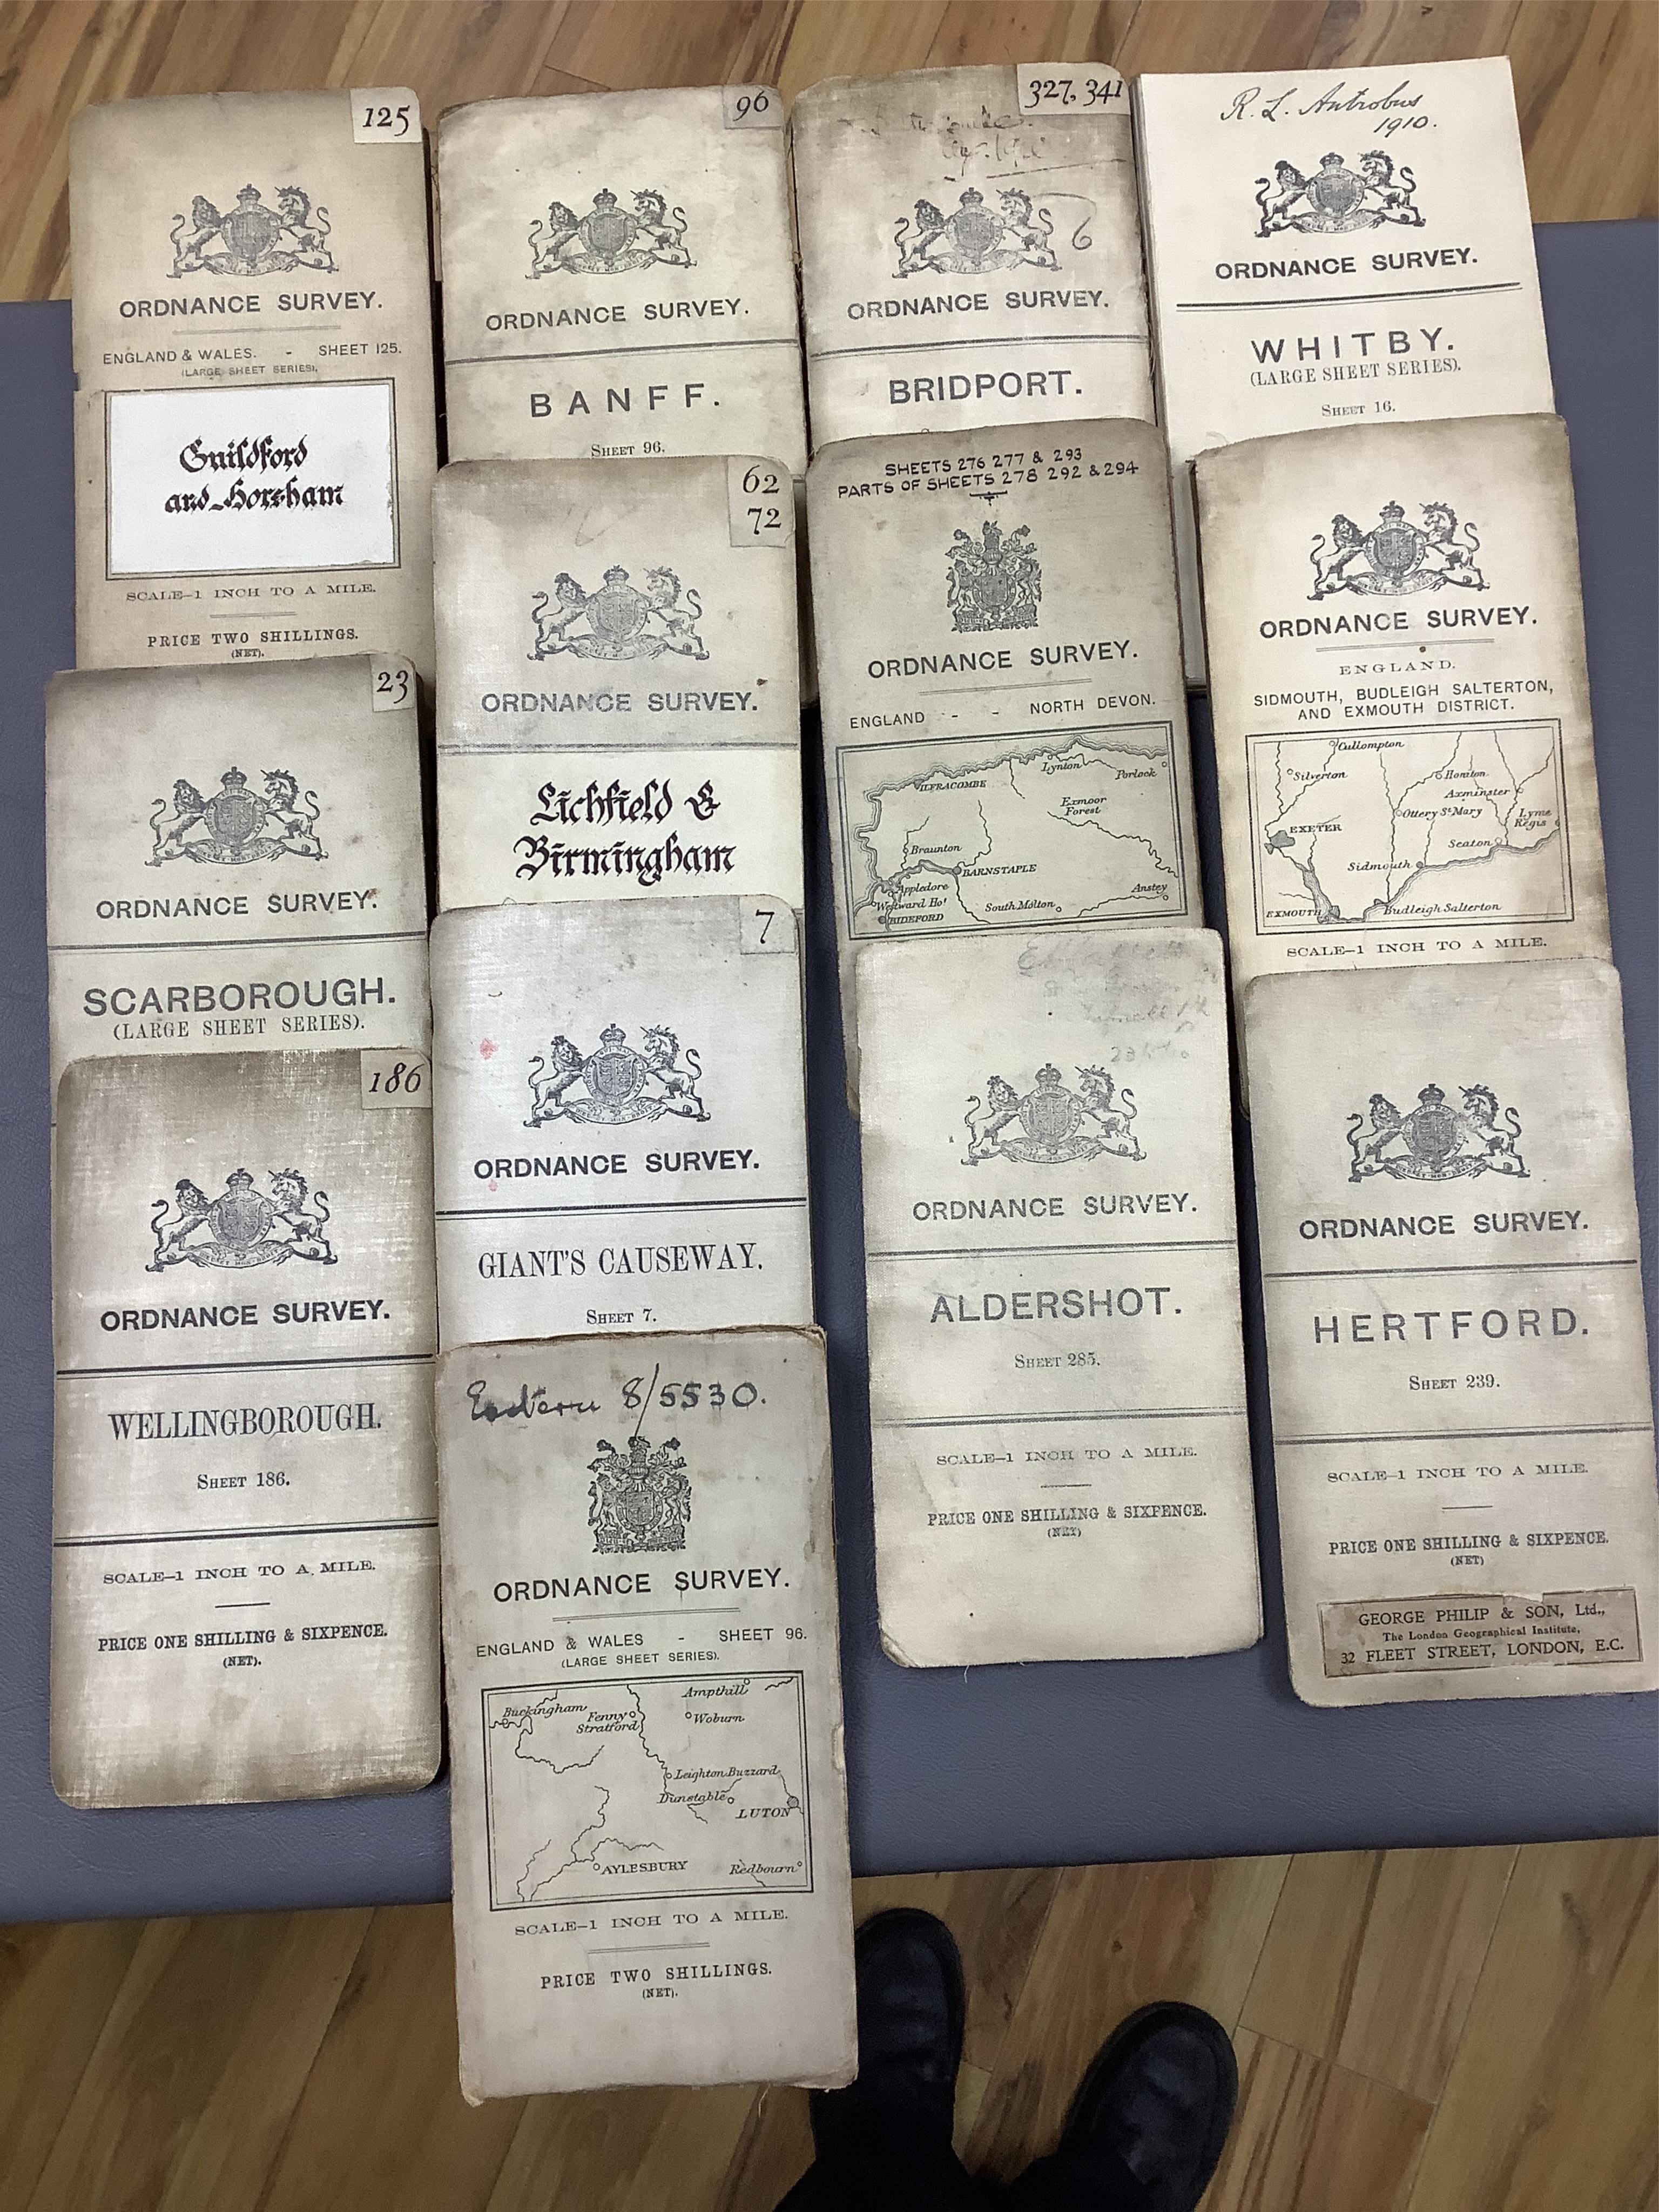 125
ORDNANCE SURVEY.
ENGLAND & WALES. - SHEET 125.
(LARGE SHEET SERIES).
Guildford
and Horsham
SCALE–1 INCH TO A MILE.
PRICE TWO SHILLINGS.
(NET).
96
ORDNANCE SURVEY.
BANFF.
SHEET 96.
327, 341
6
ORDNANCE SURVEY.
BRIDPORT.
R. L. Antrobus
1910.
ORDNANCE SURVEY.
WHITBY.
(LARGE SHEET SERIES).
SHEET 16.
23
ORDNANCE SURVEY.
SCARBOROUGH.
(LARGE SHEET SERIES).
62
72
ORDNANCE SURVEY.
Lichfield &
Birmingham
SHEETS 276 277 & 293
PARTS OF SHEETS 278 292 & 294
ORDNANCE SURVEY.
ENGLAND - - NORTH DEVON.
Lynton
Porlock
ILFRACOMBE
Exmoor
Forest
Braunton
BARNSTAPLE
Appledore
Anstey
Westward Ho!
South Molton
BIDEFORD
ORDNANCE SURVEY.
ENGLAND.
SIDMOUTH, BUDLEIGH SALTERTON,
AND EXMOUTH DISTRICT.
Cullompton
Silverton
Honiton
Axminster
Ottery St Mary
Lyme
Regis
EXETER
Seaton
Sidmouth
EXMOUTH
Budleigh Salterton
SCALE–1 INCH TO A MILE.
186
ORDNANCE SURVEY.
WELLINGBOROUGH.
SHEET 186.
SCALE–1 INCH TO A MILE.
PRICE ONE SHILLING & SIXPENCE.
(NET).
7
ORDNANCE SURVEY.
GIANT'S CAUSEWAY.
SHEET 7.
ORDNANCE SURVEY.
ALDERSHOT.
SHEET 285.
SCALE–1 INCH TO A MILE.
PRICE ONE SHILLING & SIXPENCE.
(NET)
ORDNANCE SURVEY.
HERTFORD.
SHEET 239.
SCALE–1 INCH TO A MILE.
PRICE ONE SHILLING & SIXPENCE.
(NET)
GEORGE PHILIP & SON, Ltd.,
The London Geographical Institute,
32 FLEET STREET, LONDON, E.C.
Eastern 8/5530.
ORDNANCE SURVEY.
ENGLAND & WALES - SHEET 96.
(LARGE SHEET SERIES).
Ampthill
Buckingham
Fenny
Stratford
Woburn
Leighton Buzzard
Dunstable
LUTON
AYLESBURY
Redbourn
SCALE–1 INCH TO A MILE.
PRICE TWO SHILLINGS.
(NET).